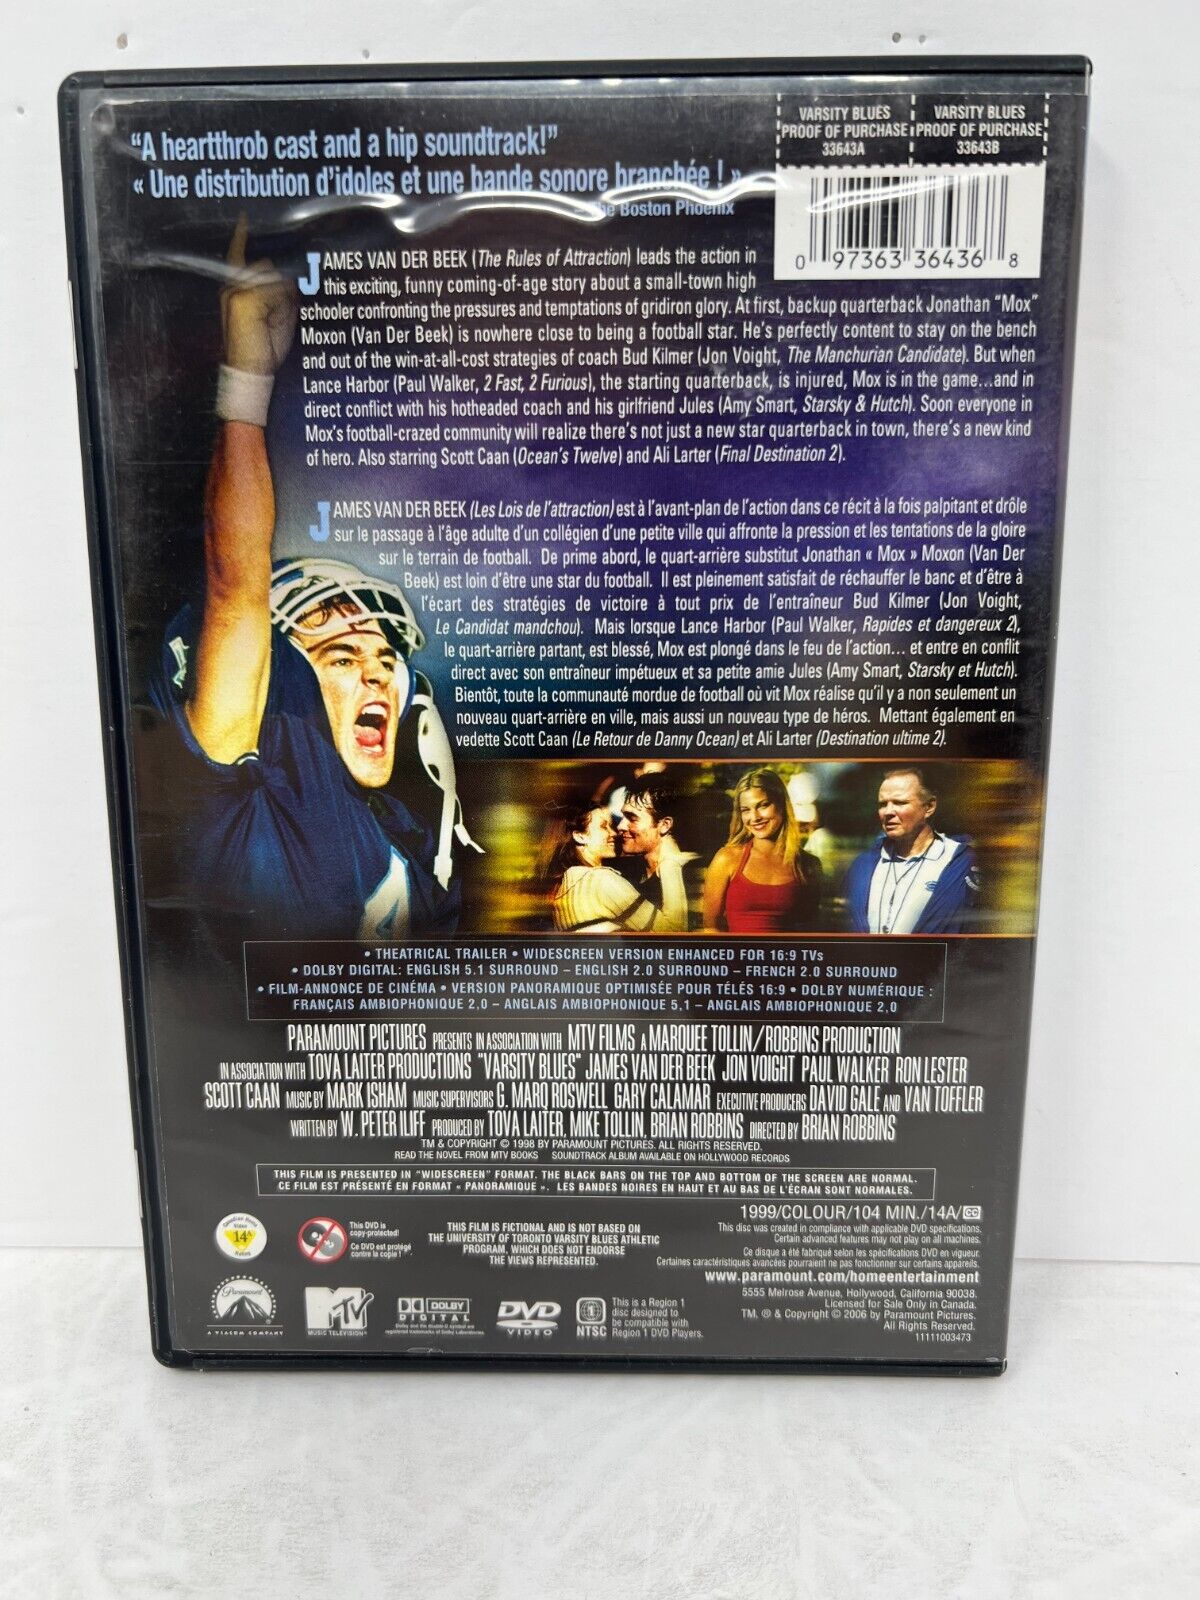 "A heartthrob cast and a hip soundtrack!"
« Une distribution d'idoles et une bande sonore branchée ! »
The Boston Phoenix
VARSITY BLUES
PROOF OF PURCHASE
33643A
VARSITY BLUES
PROOF OF PURCHASE
33643B
0 97363 36436 8
JAMES VAN DER BEEK (The Rules of Attraction) leads the action in
this exciting, funny coming-of-age story about a small-town high
schooler confronting the pressures and temptations of gridiron glory. At first, backup quarterback Jonathan "Mox"
Moxon (Van Der Beek) is nowhere close to being a football star. He's perfectly content to stay on the bench
and out of the win-at-all-cost strategies of coach Bud Kilmer (Jon Voight, The Manchurian Candidate). But when
Lance Harbor (Paul Walker, 2 Fast, 2 Furious), the starting quarterback, is injured, Mox is in the game...and in
direct conflict with his hotheaded coach and his girlfriend Jules (Amy Smart, Starsky & Hutch). Soon everyone in
Mox's football-crazed community will realize there's not just a new star quarterback in town, there's a new kind
of hero. Also starring Scott Caan (Ocean's Twelve) and Ali Larter (Final Destination 2).
JAMES VAN DER BEEK (Les Lois de l'attraction) est à l'avant-plan de l'action dans ce récit à la fois palpitant et drôle
sur le passage à l'âge adulte d'un collégien d'une petite ville qui affronte la pression et les tentations de la gloire
sur le terrain de football. De prime abord, le quart-arrière substitut Jonathan « Mox » Moxon (Van Der
Beek) est loin d'être une star du football. Il est pleinement satisfait de réchauffer le banc et d'être à
l'écart des stratégies de victoire à tout prix de l'entraîneur Bud Kilmer (Jon Voight,
Le Candidat mandchou). Mais lorsque Lance Harbor (Paul Walker, Rapides et dangereux 2),
le quart-arrière partant, est blessé, Mox est plongé dans le feu de l'action... et entre en conflit
direct avec son entraîneur impétueux et sa petite amie Jules (Amy Smart, Starsky et Hutch).
Bientôt, toute la communauté mordue de football où vit Mox réalise qu'il y a non seulement un
nouveau quart-arrière en ville, mais aussi un nouveau type de héros. Mettant également en
vedette Scott Caan (Le Retour de Danny Ocean) et Ali Larter (Destination ultime 2).
4
• THEATRICAL TRAILER • WIDESCREEN VERSION ENHANCED FOR 16:9 TVs
• DOLBY DIGITAL: ENGLISH 5.1 SURROUND – ENGLISH 2.0 SURROUND – FRENCH 2.0 SURROUND
• FILM-ANNONCE DE CINÉMA • VERSION PANORAMIQUE OPTIMISÉE POUR TÉLÉS 16:9 • DOLBY NUMÉRIQUE :
FRANÇAIS AMBIOPHONIQUE 2,0 – ANGLAIS AMBIOPHONIQUE 5,1 – ANGLAIS AMBIOPHONIQUE 2,0
PARAMOUNT PICTURES PRESENTS IN ASSOCIATION WITH MTV FILMS A MARQUEE TOLLIN/ROBBINS PRODUCTION
IN ASSOCIATION WITH TOVA LAITER PRODUCTIONS "VARSITY BLUES" JAMES VAN DER BEEK JON VOIGHT PAUL WALKER RON LESTER
SCOTT CAAN MUSIC BY MARK ISHAM MUSIC SUPERVISORS G. MARQ ROSWELL GARY CALAMAR EXECUTIVE PRODUCERS DAVID GALE AND VAN TOFFLER
WRITTEN BY W. PETER ILIFF PRODUCED BY TOVA LAITER, MIKE TOLLIN, BRIAN ROBBINS DIRECTED BY BRIAN ROBBINS
TM & COPYRIGHT © 1998 BY PARAMOUNT PICTURES. ALL RIGHTS RESERVED.
READ THE NOVEL FROM MTV BOOKS SOUNDTRACK ALBUM AVAILABLE ON HOLLYWOOD RECORDS
THIS FILM IS PRESENTED IN "WIDESCREEN" FORMAT. THE BLACK BARS ON THE TOP AND BOTTOM OF THE SCREEN ARE NORMAL.
CE FILM EST PRÉSENTÉ EN FORMAT « PANORAMIQUE ». LES BANDES NOIRES EN HAUT ET AU BAS DE L'ÉCRAN SONT NORMALES.
1999/COLOUR/104 MIN./14A/CC
Canadian Home
Video
14A
This DVD is
copy-protected!
Ce DVD est protégé
contre la copie !
THIS FILM IS FICTIONAL AND IS NOT BASED ON
THE UNIVERSITY OF TORONTO VARSITY BLUES ATHLETIC
PROGRAM, WHICH DOES NOT ENDORSE
THE VIEWS REPRESENTED.
This disc was created in compliance with applicable DVD specifications.
Certain advanced features may not play on all machines.
Ce disque a été fabriqué selon les spécifications DVD en vigueur.
Certaines caractéristiques avancées pourraient ne pas fonctionner sur certains appareils.
www.paramount.com/homeentertainment
5555 Melrose Avenue, Hollywood, California 90038.
Licensed for Sale Only in Canada.
TM, ® & Copyright © 2006 by Paramount Pictures.
All Rights Reserved.
11111003473
Paramount
A VIACOM COMPANY
MTV
MUSIC TELEVISION
DOLBY
DIGITAL
Dolby and the double-D symbol are
registered trademarks of Dolby Laboratories.
DVD
VIDEO
1
NTSC
This is a Region 1
disc designed to
be compatible with
Region 1 DVD Players.